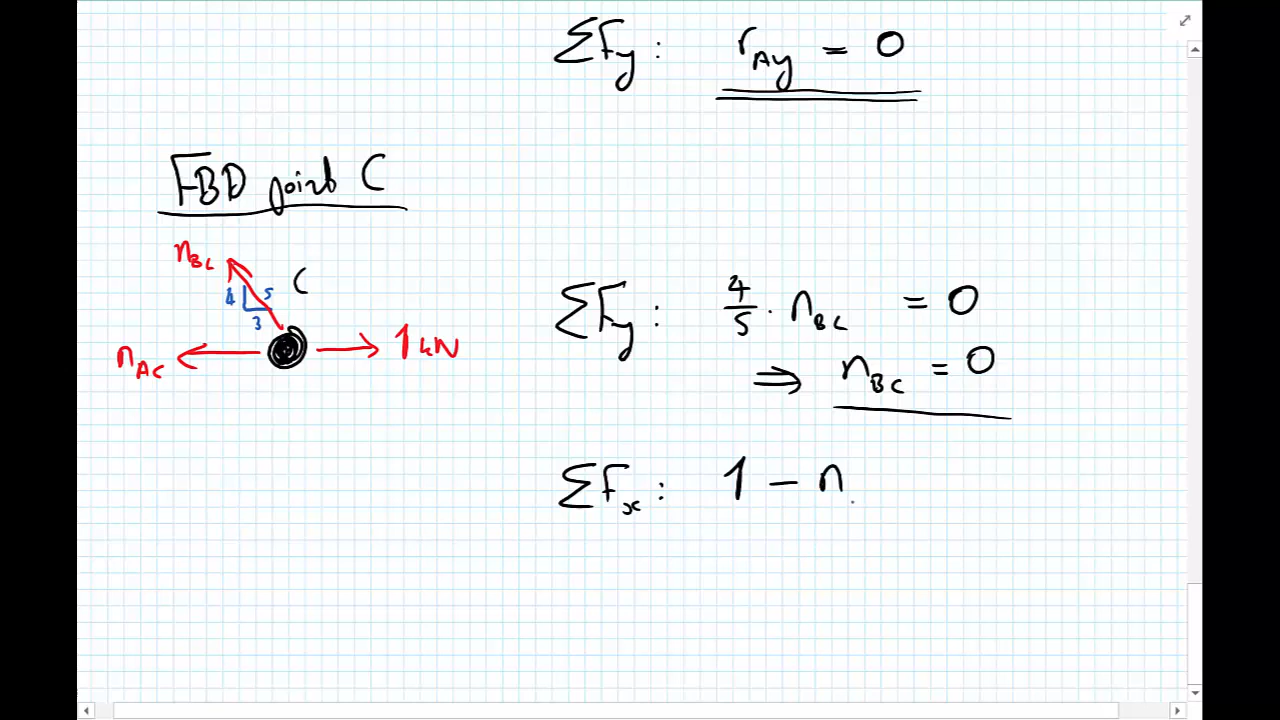 ΣFy: rAy = 0
FBD point C
nBC
C
4 5
3
nAC 1 kN
ΣFy: 4/5 · nBC = 0
⇒ nBC = 0
ΣFx: 1 − n